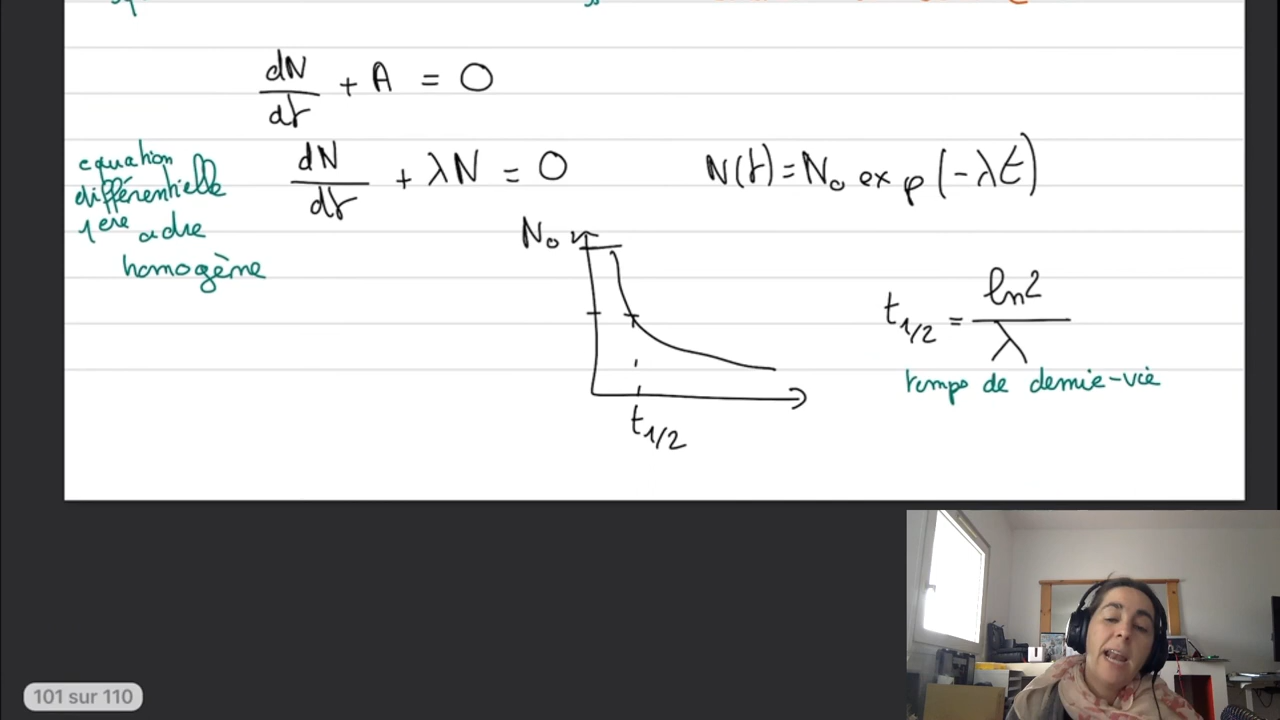 dN/dt + A = 0
equation
différentielle
1ere ordre
homogène
dN/dt + λN = 0
N(t) = N₀ exp(-λt)
N₀
t1/2
t1/2 = ln2/λ
temps de demie-vie
101 sur 110